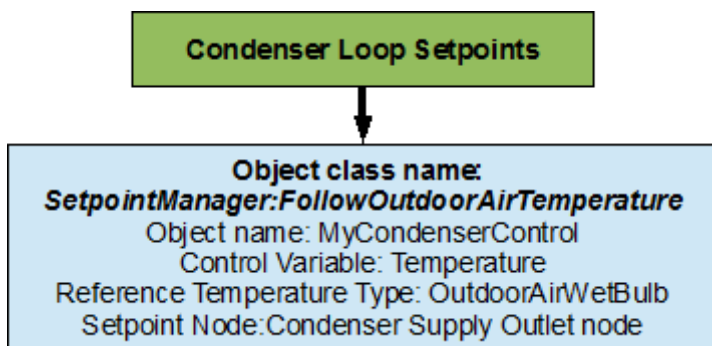 Condenser Loop Setpoints
Object class name:
SetpointManager:FollowOutdoorAirTemperature
Object name: MyCondenserControl
Control Variable: Temperature
Reference Temperature Type: OutdoorAirWetBulb
Setpoint Node:Condenser Supply Outlet node